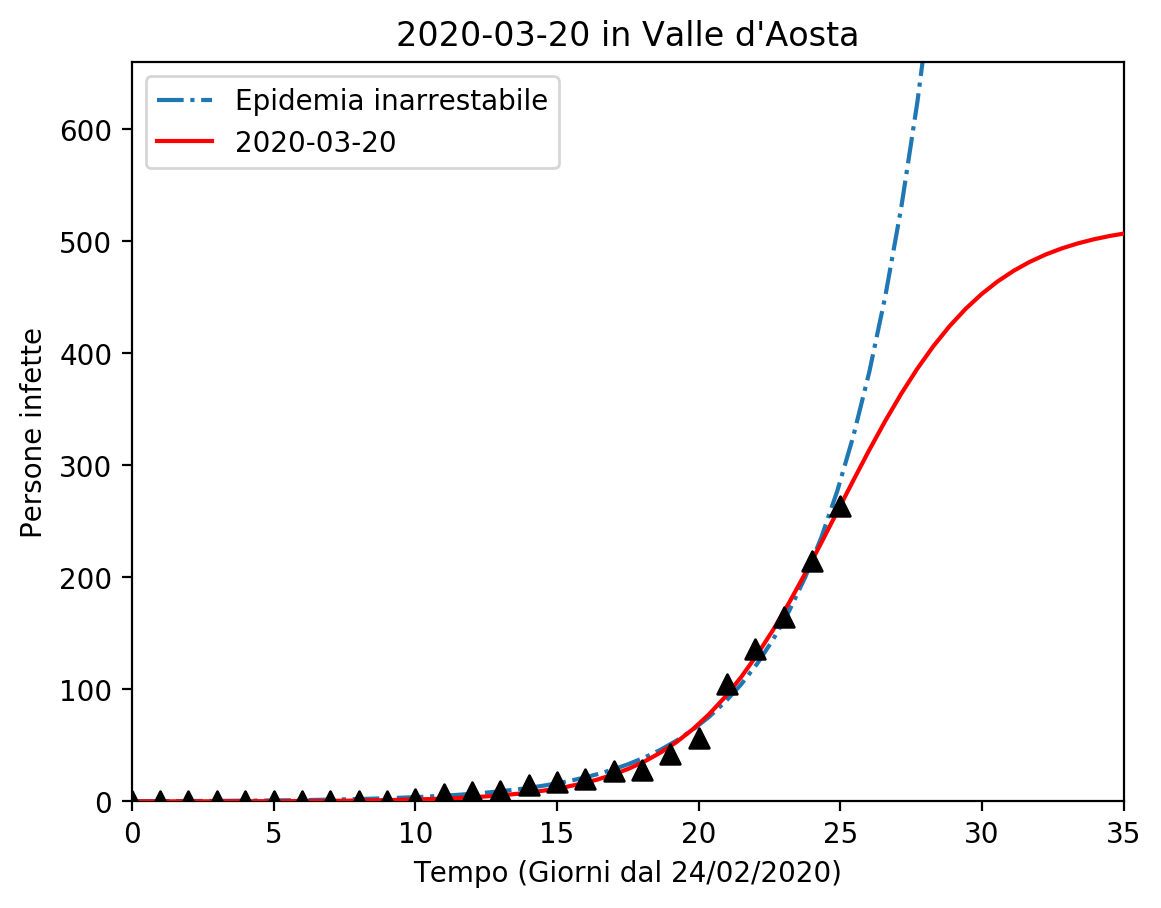 2020-03-20 in Valle d'Aosta
Epidemia inarrestabile
2020-03-20
Persone infette
600
500
400
300
200
100
0
0 5 10 15 20 25 30 35
Tempo (Giorni dal 24/02/2020)